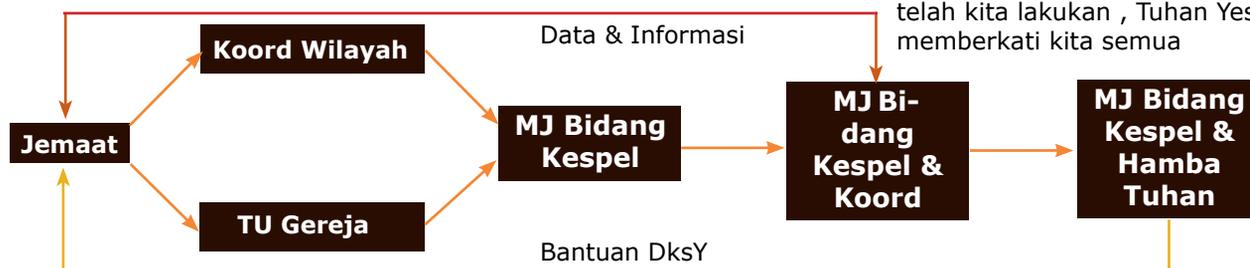 telah kita lakukan , Tuhan Yes
memberkati kita semua
Data & Informasi
Koord Wilayah
Jemaat
TU Gereja
MJ Bidang
Kespel
MJ Bi-
dang
Kespel &
Koord
MJ Bidang
Kespel &
Hamba
Tuhan
Bantuan DksY